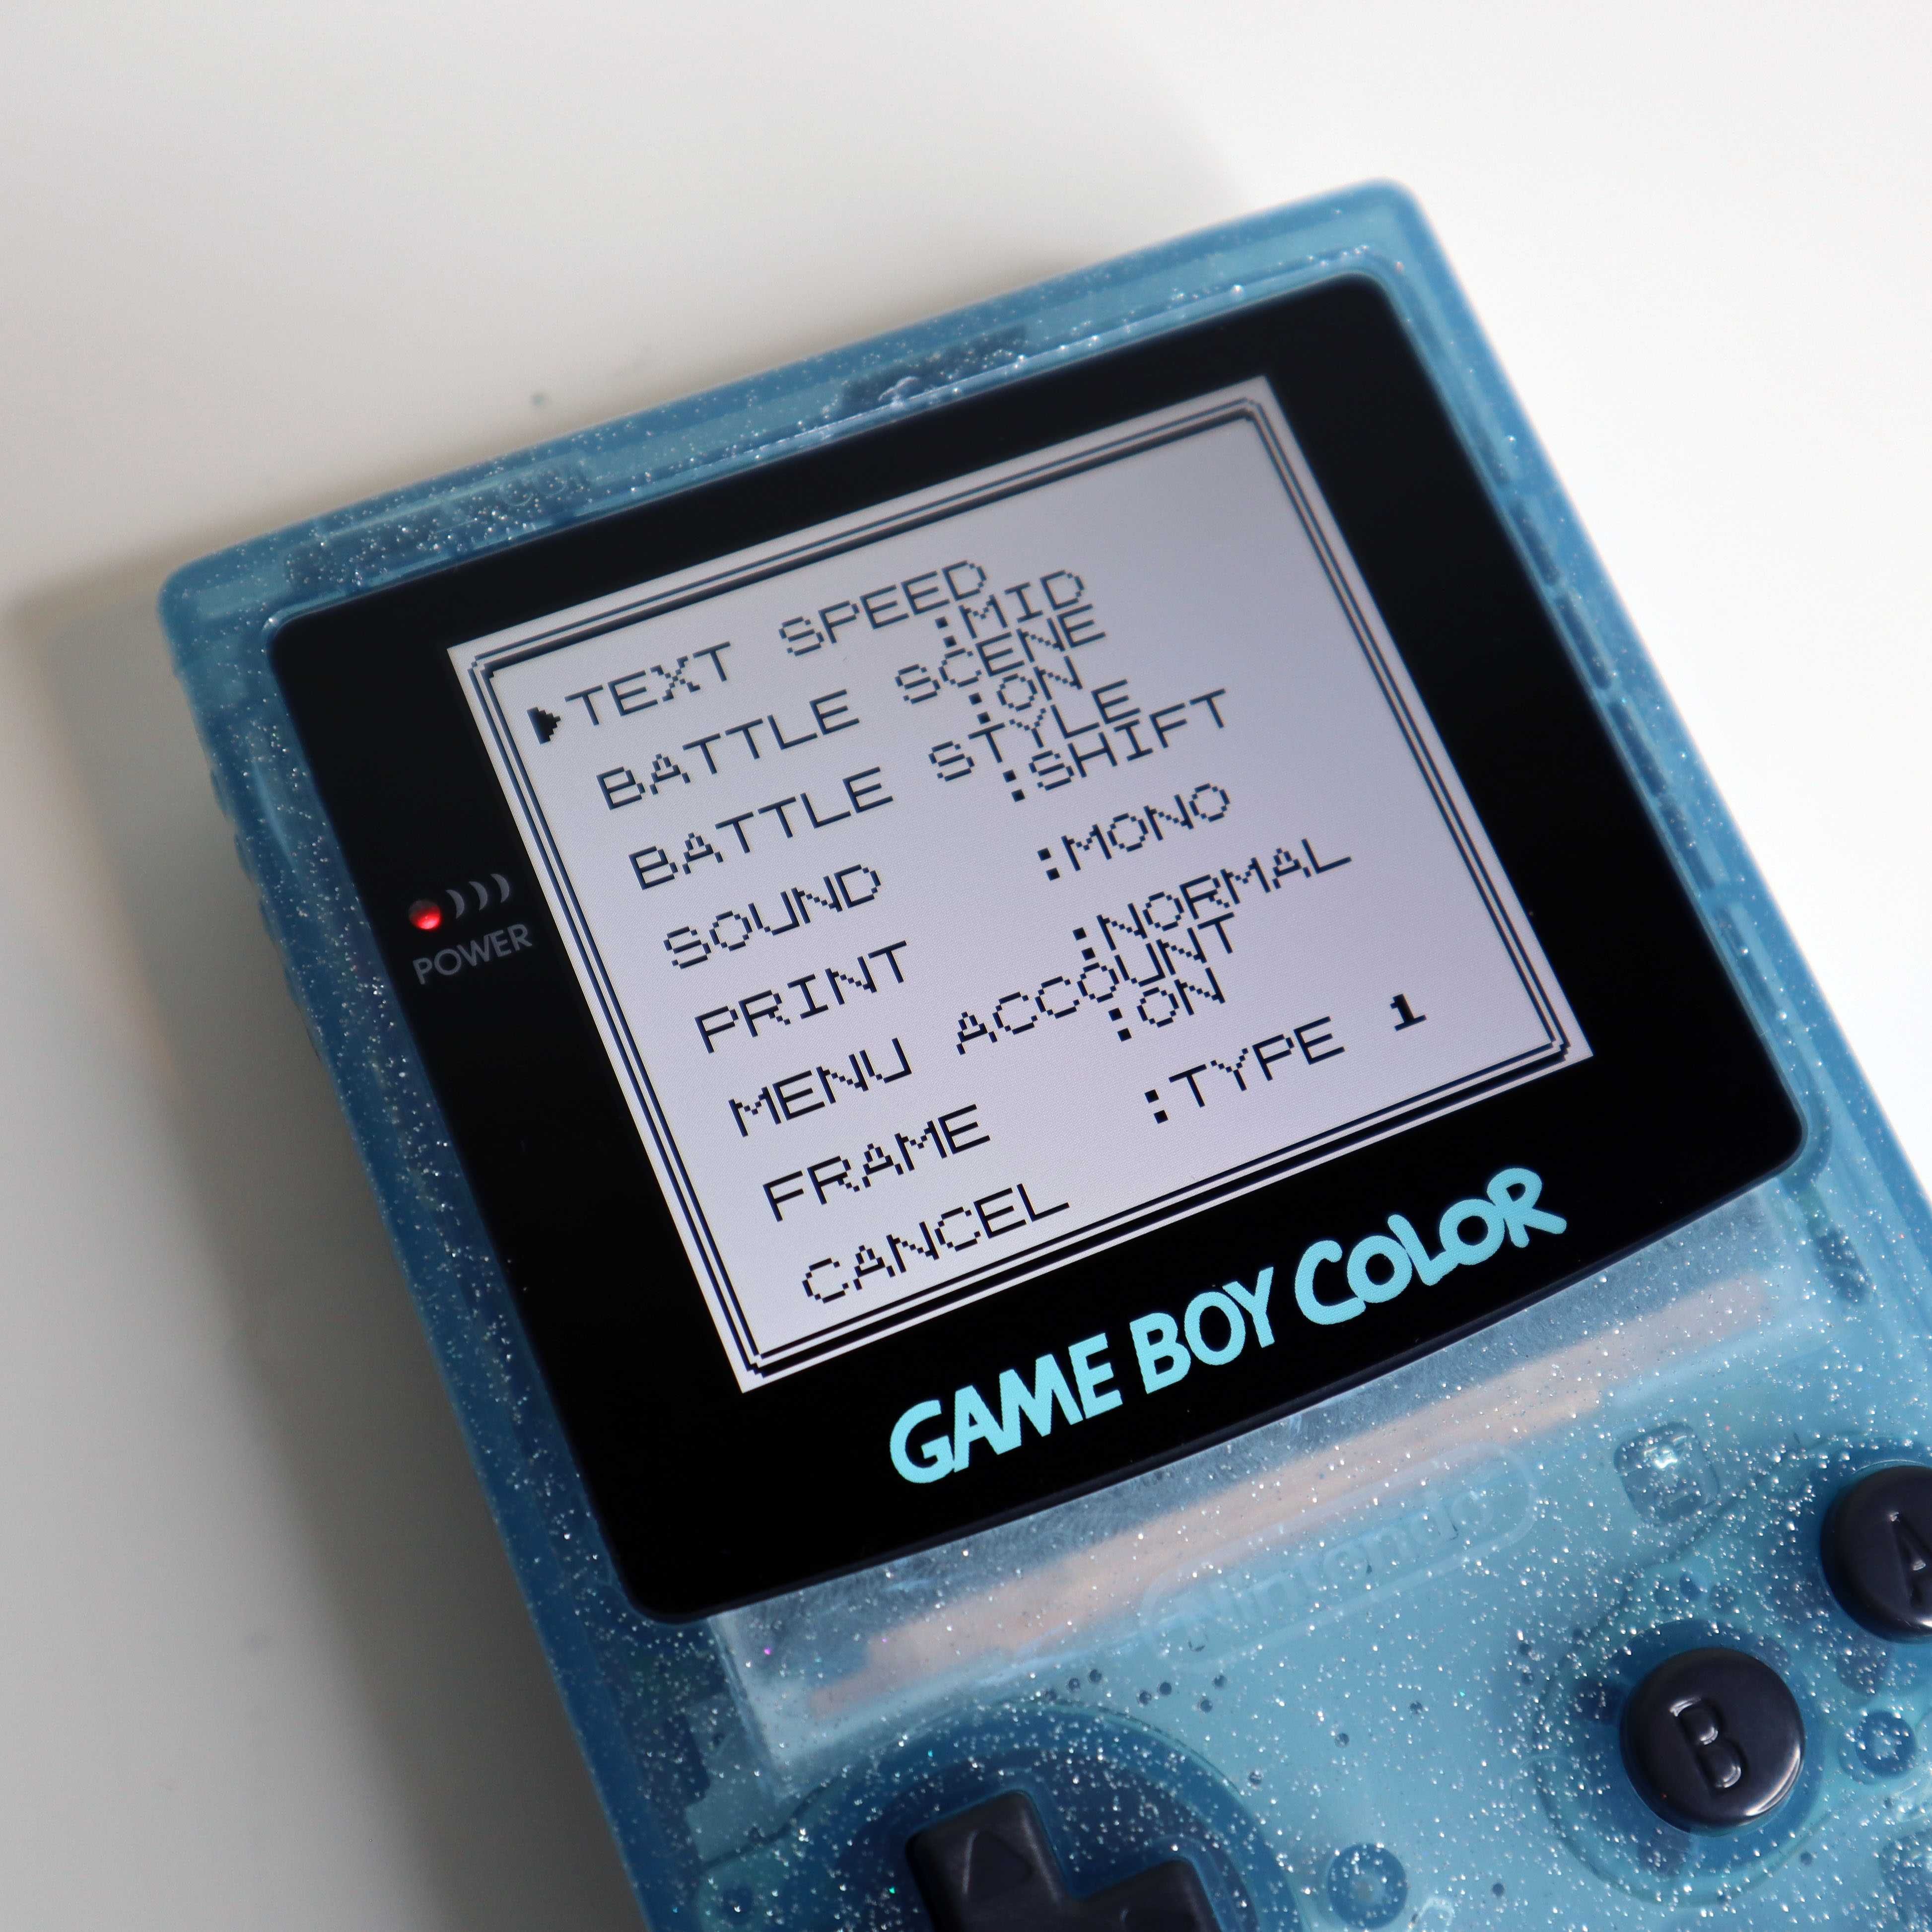 ▶TEXT SPEED
:MID
BATTLE SCENE
:ON
BATTLE STYLE
:SHIFT
SOUND :MONO
PRINT :NORMAL
MENU ACCOUNT
:ON
FRAME :TYPE 1
CANCEL
POWER
GAME BOY COLOR
Nintendo
A
B